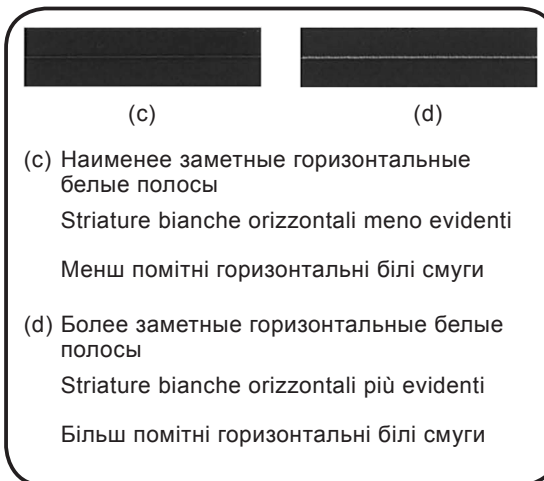 (c) (d)
(c) Наименее заметные горизонтальные
белые полосы
Striature bianche orizzontali meno evidenti
Менш помітні горизонтальні білі смуги
(d) Более заметные горизонтальные белые
полосы
Striature bianche orizzontali più evidenti
Більш помітні горизонтальні білі смуги